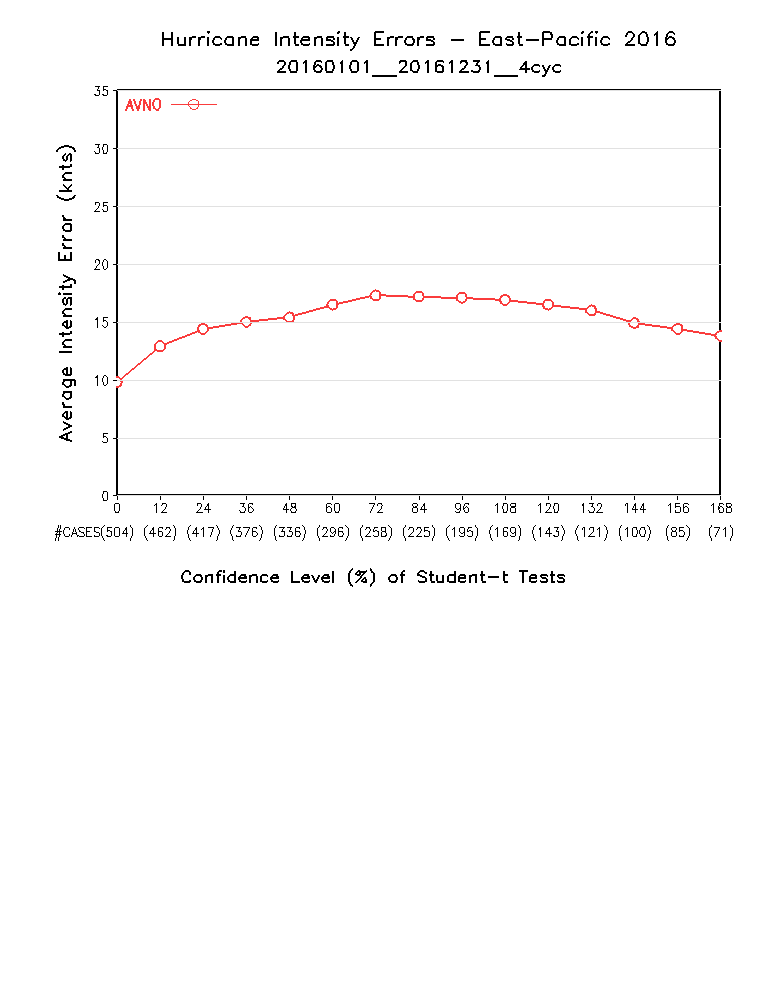 Hurricane Intensity Errors - East-Pacific 2016
20160101__20161231__4cyc
AVNO
Average Intensity Error (knts)
35
30
25
20
15
10
5
0
0 12 24 36 48 60 72 84 96 108 120 132 144 156 168
#CASES(504) (462) (417) (376) (336) (296) (258) (225) (195) (169) (143) (121) (100) (85) (71)
Confidence Level (%) of Student-t Tests